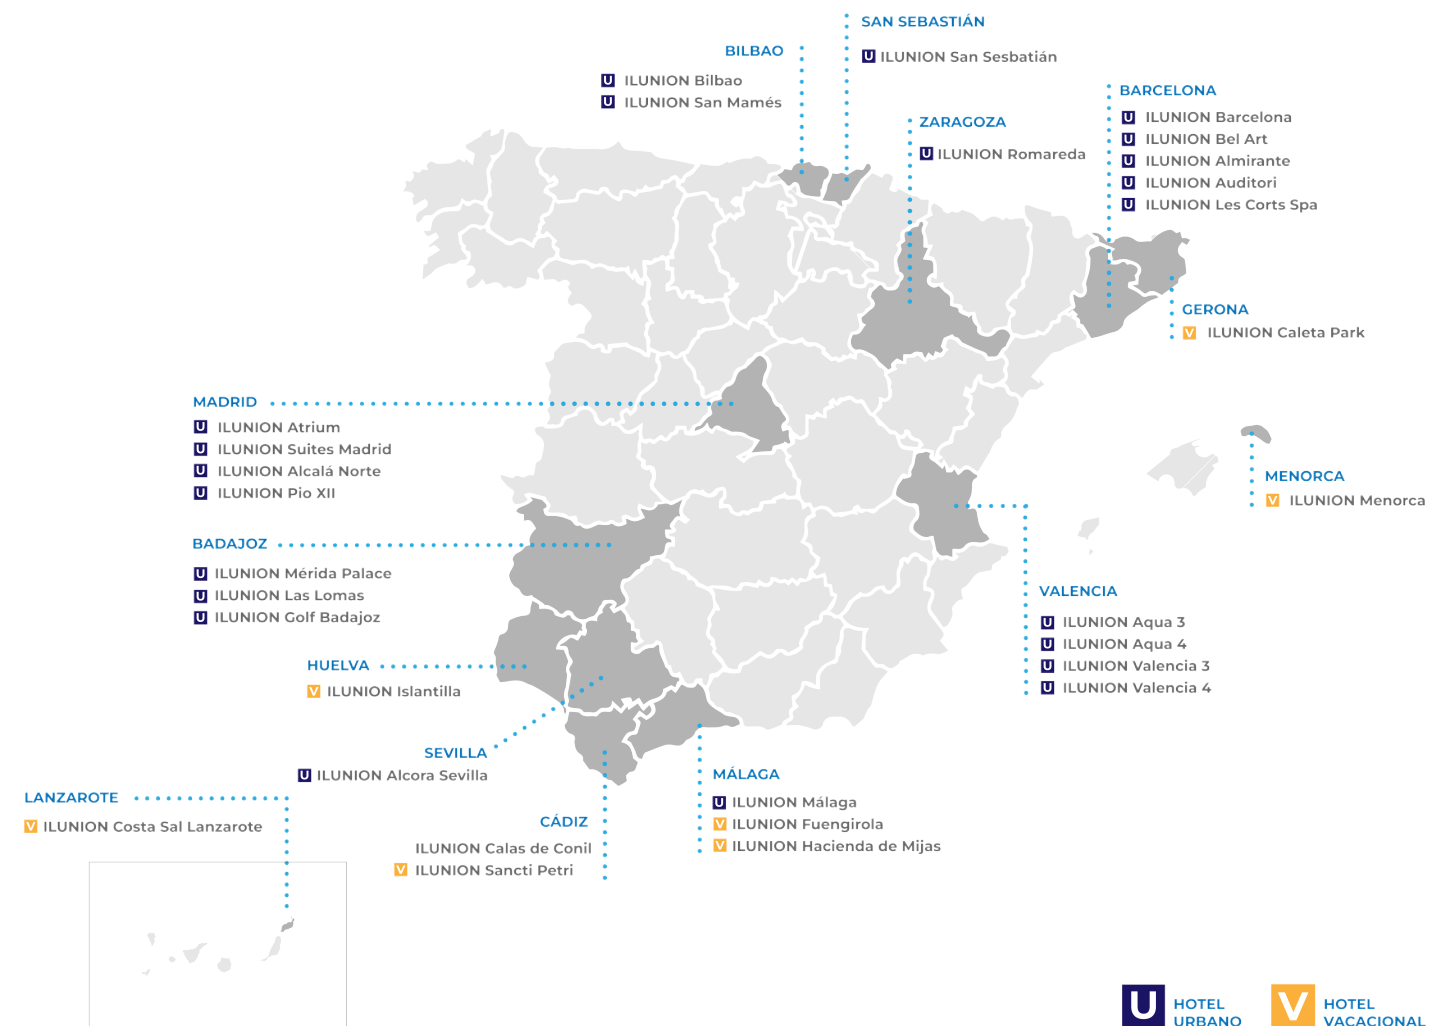 SAN SEBASTIÁN
U ILUNION San Sesbatián
BILBAO
U ILUNION Bilbao
U ILUNION San Mamés
BARCELONA
U ILUNION Barcelona
U ILUNION Bel Art
U ILUNION Almirante
U ILUNION Auditori
U ILUNION Les Corts Spa
ZARAGOZA
U ILUNION Romareda
GERONA
V ILUNION Caleta Park
MADRID
U ILUNION Atrium
U ILUNION Suites Madrid
U ILUNION Alcalá Norte
U ILUNION Pio XII
MENORCA
V ILUNION Menorca
BADAJOZ
U ILUNION Mérida Palace
U ILUNION Las Lomas
U ILUNION Golf Badajoz
VALENCIA
U ILUNION Aqua 3
U ILUNION Aqua 4
U ILUNION Valencia 3
U ILUNION Valencia 4
HUELVA
V ILUNION Islantilla
SEVILLA
U ILUNION Alcora Sevilla
MÁLAGA
U ILUNION Málaga
V ILUNION Fuengirola
V ILUNION Hacienda de Mijas
LANZAROTE
V ILUNION Costa Sal Lanzarote
CÁDIZ
ILUNION Calas de Conil
V ILUNION Sancti Petri
U HOTEL
URBANO
V HOTEL
VACACIONAL